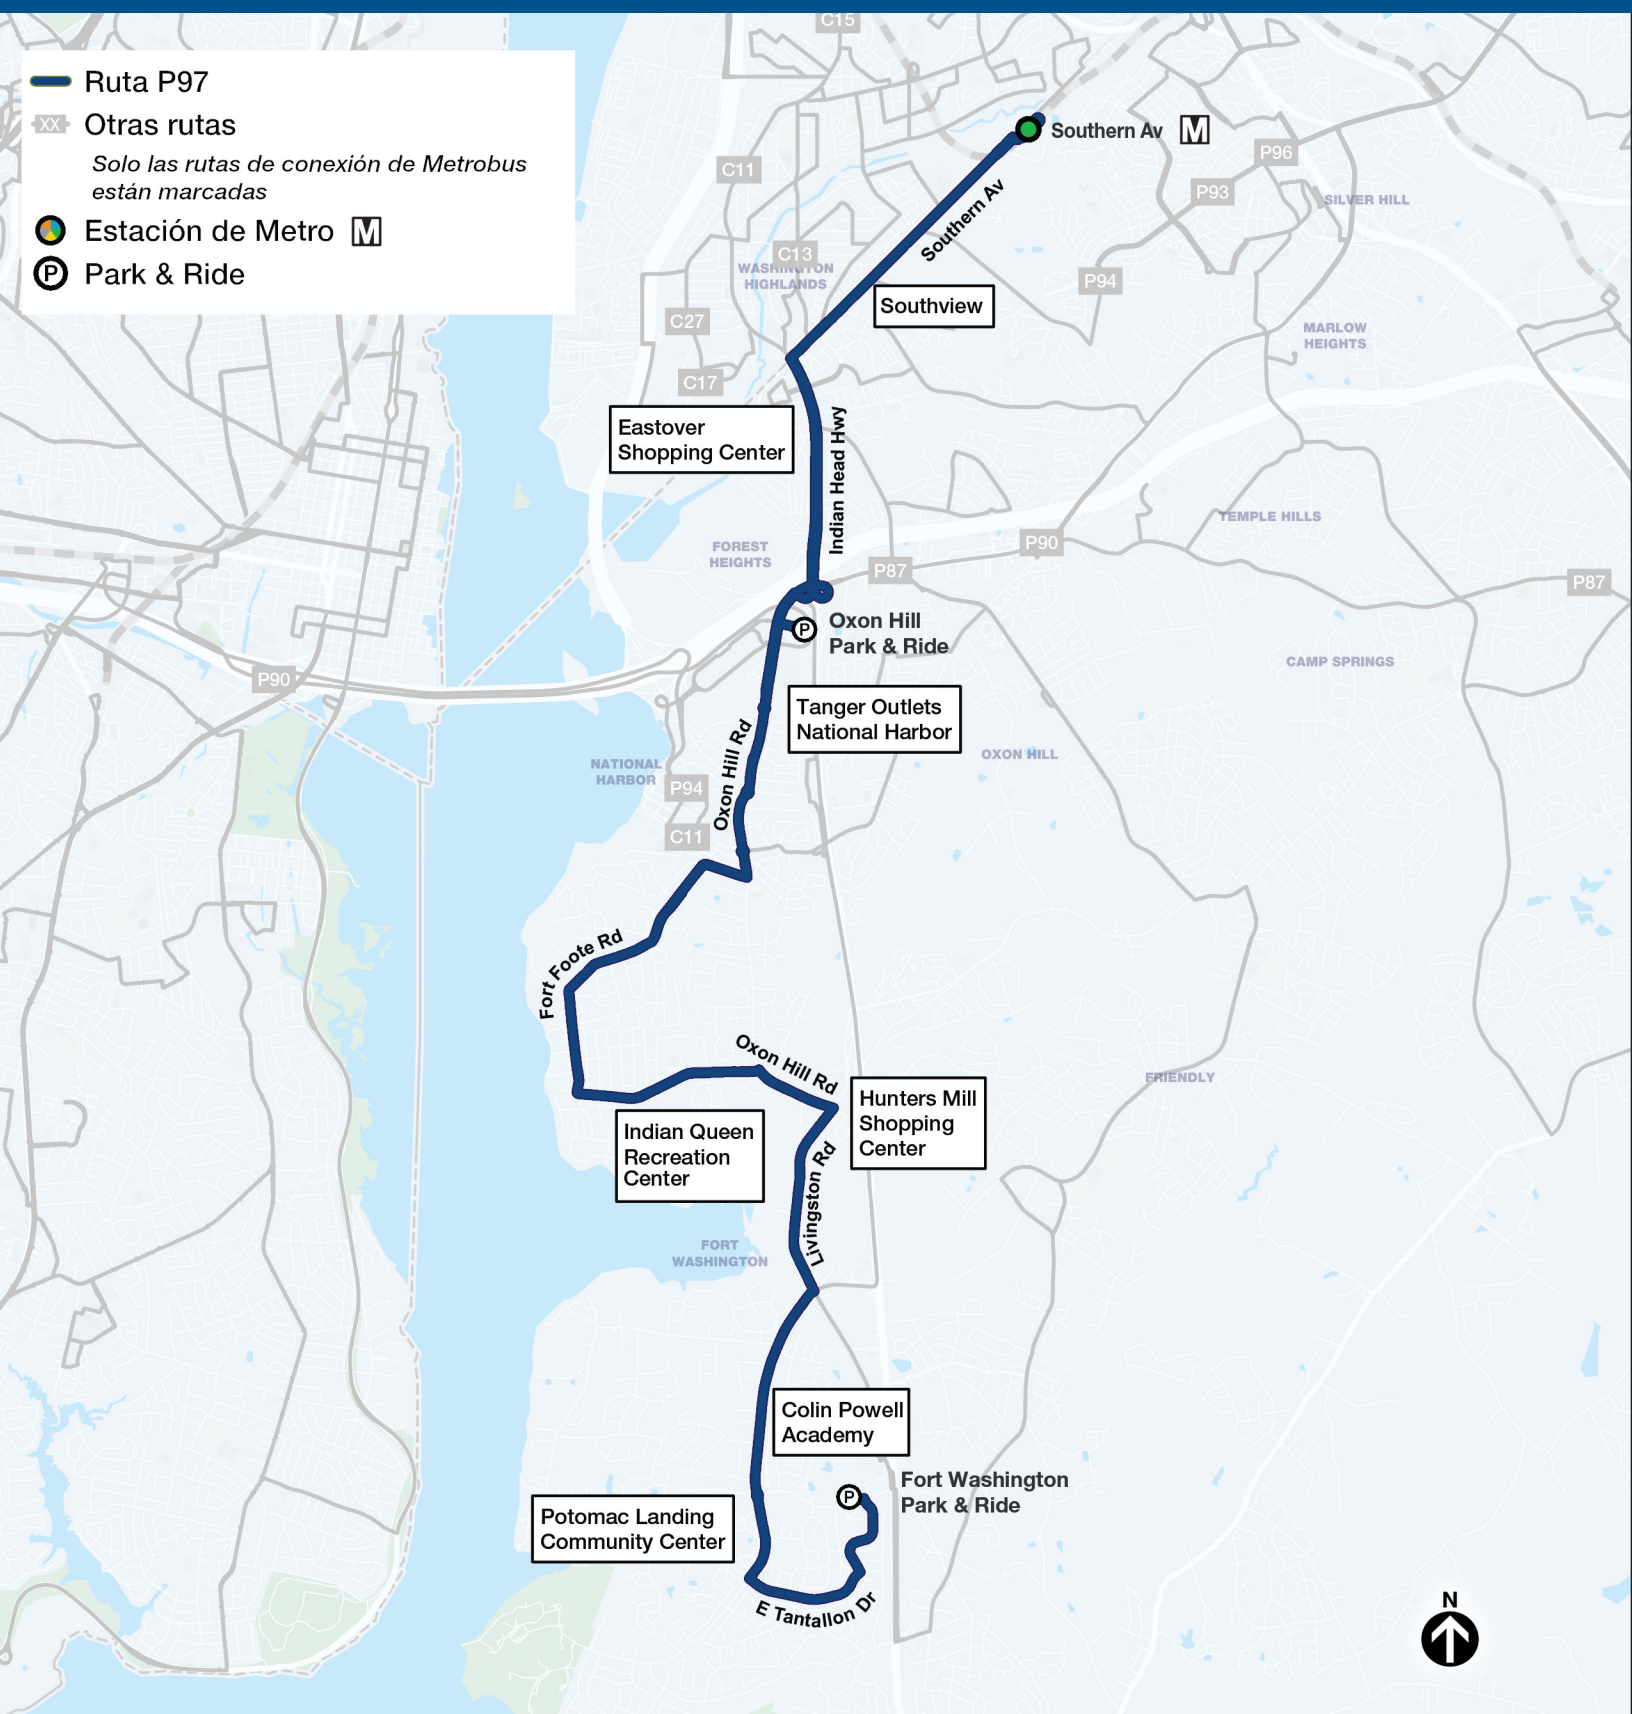 C15
Ruta P97
XX Otras rutas
Solo las rutas de conexión de Metrobus
están marcadas
Estación de Metro M
P Park & Ride
Southern Av M
P96
C11
P93
SILVER HILL
Southern Av
C13
WASHINGTON
HIGHLANDS
P94
Southview
C27
MARLOW
HEIGHTS
C17
Eastover
Shopping Center
Indian Head Hwy
TEMPLE HILLS
FOREST
HEIGHTS
P90
P87
P87
P
Oxon Hill
Park & Ride
CAMP SPRINGS
P90
Tanger Outlets
National Harbor
Oxon Hill Rd
OXON HILL
NATIONAL
HARBOR
P94
C11
Fort Foote Rd
Oxon Hill Rd
FRIENDLY
Hunters Mill
Shopping
Center
Indian Queen
Recreation
Center
Livingston Rd
FORT
WASHINGTON
Colin Powell
Academy
P
Fort Washington
Park & Ride
Potomac Landing
Community Center
E Tantallon Dr
N